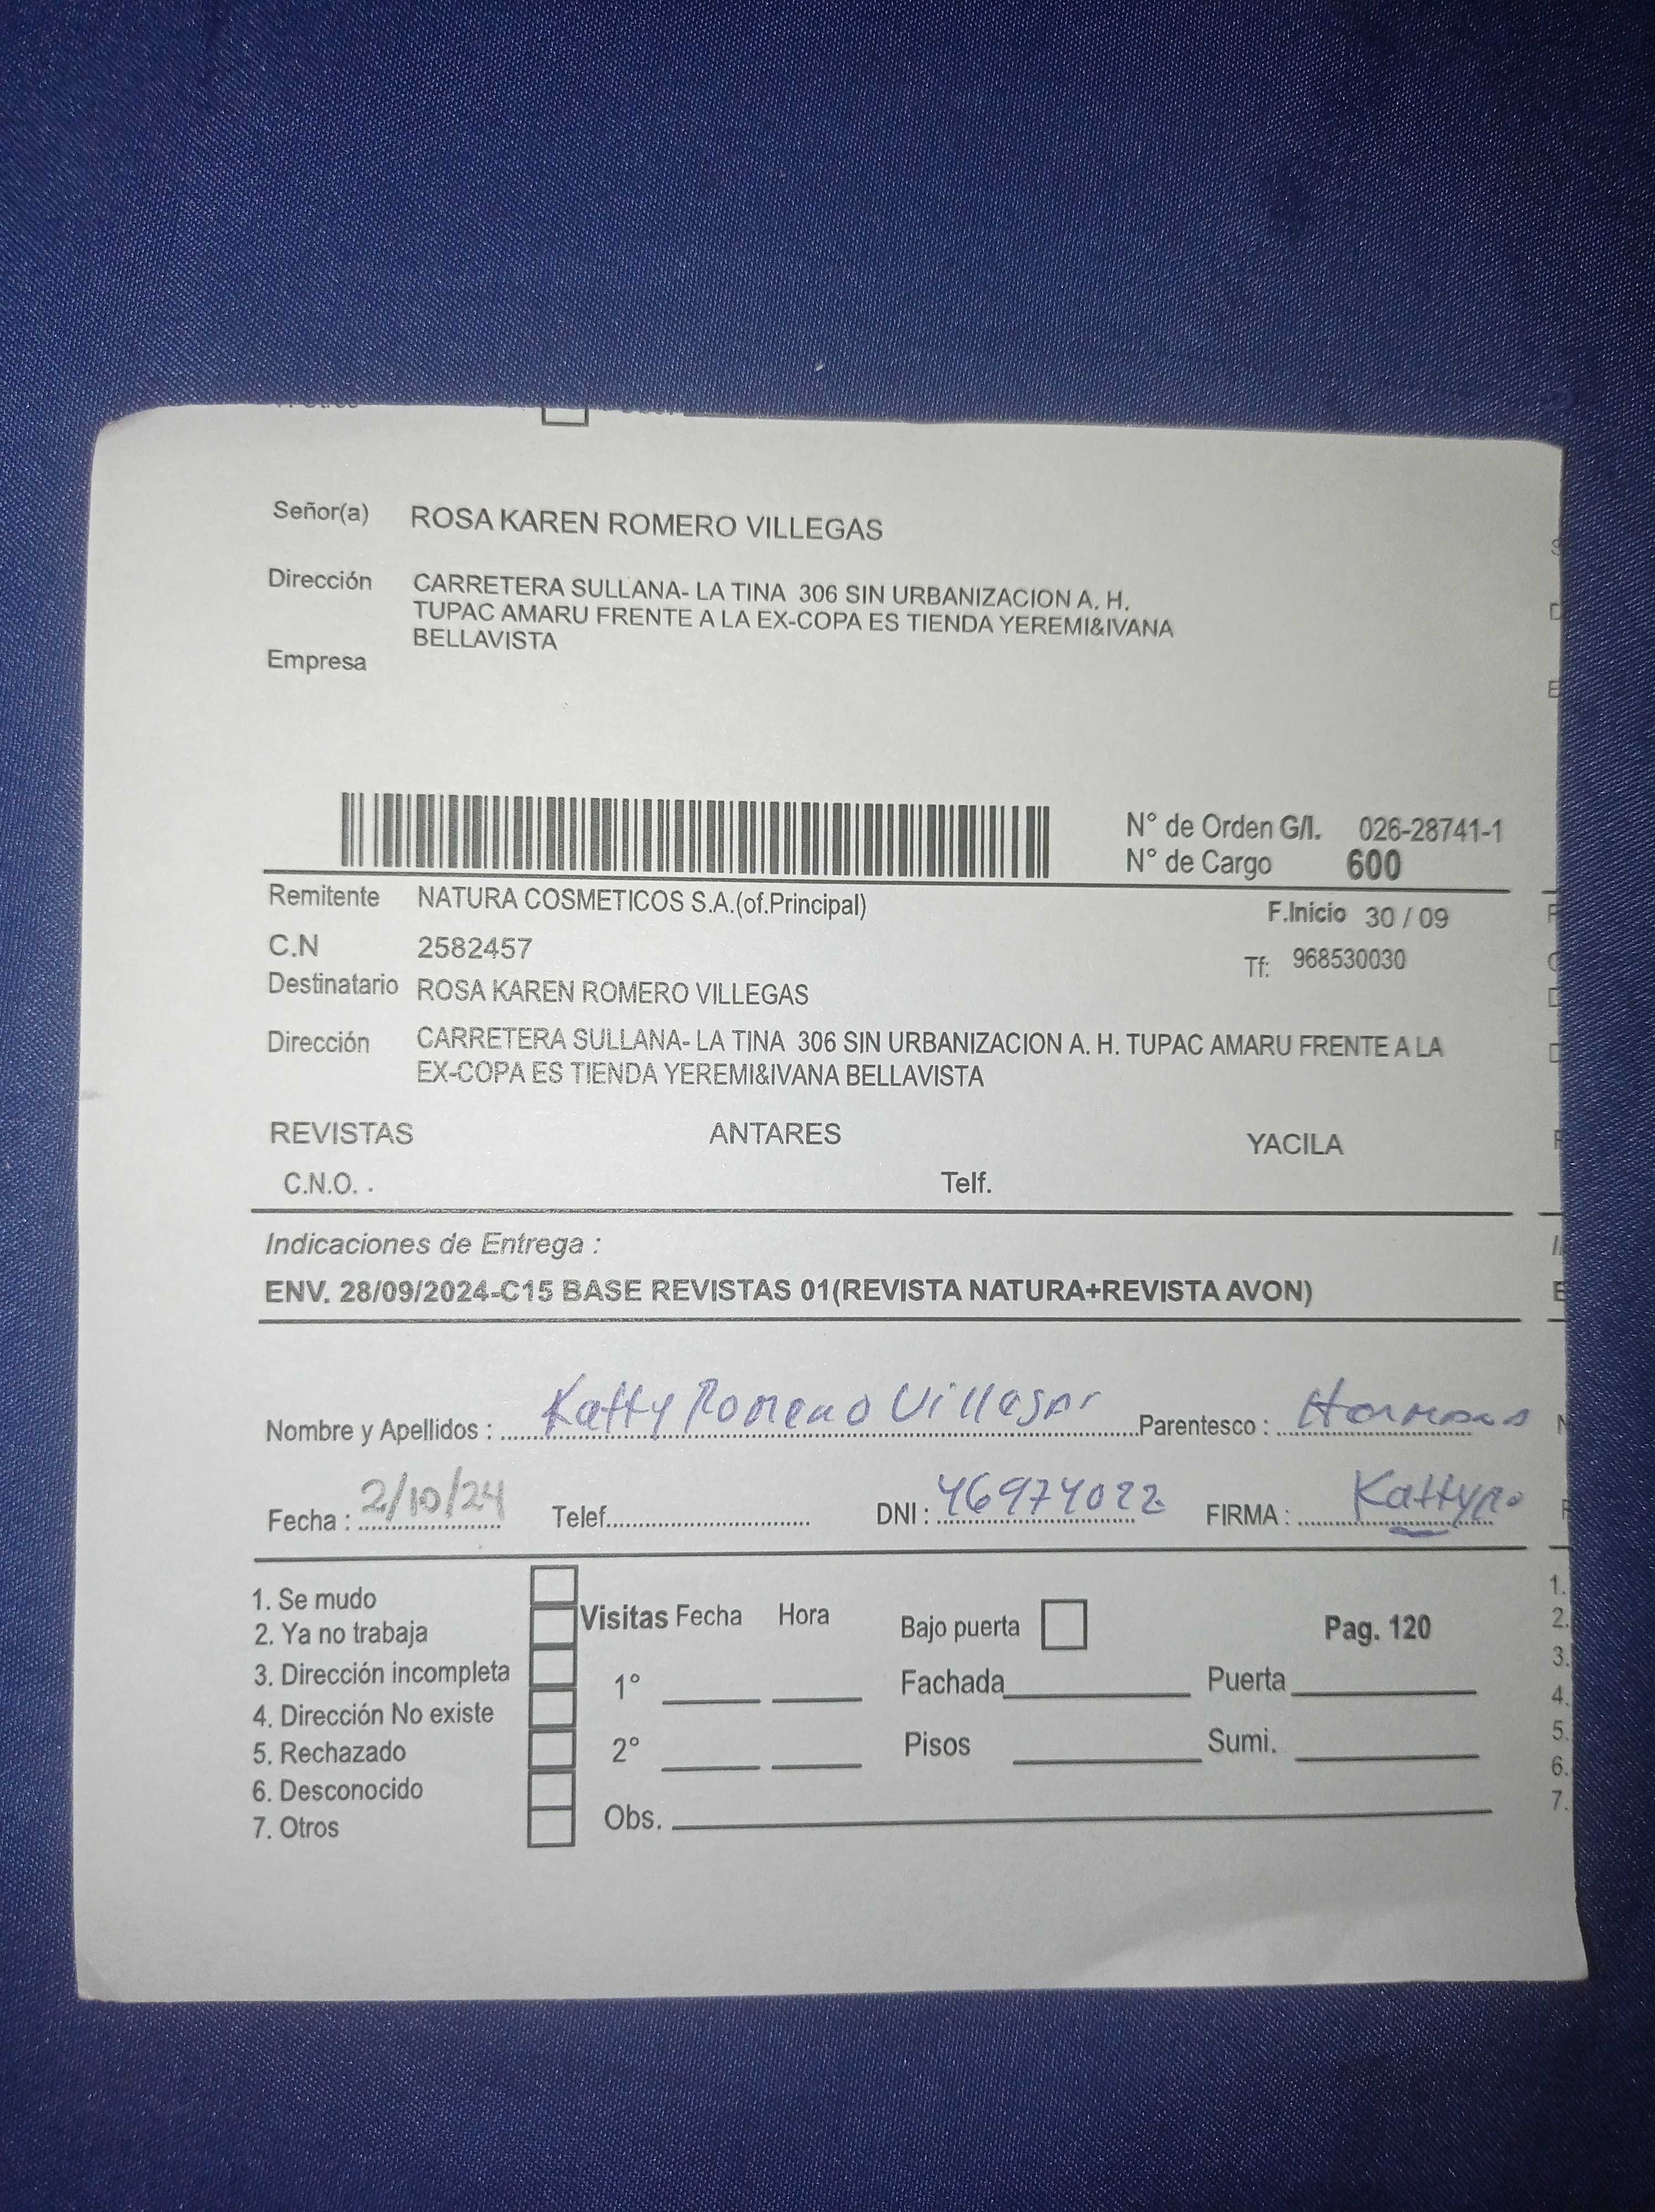 Señor(a) ROSA KAREN ROMERO VILLEGAS
Dirección CARRETERA SULLANA- LA TINA 306 SIN URBANIZACION A. H.
TUPAC AMARU FRENTE A LA EX-COPA ES TIENDA YEREMI&IVANA
BELLAVISTA
Empresa
N° de Orden G/I. 026-28741-1
N° de Cargo 600
Remitente NATURA COSMETICOS S.A.(of.Principal) F.Inicio 30 / 09
C.N 2582457 Tf: 968530030
Destinatario ROSA KAREN ROMERO VILLEGAS
Dirección CARRETERA SULLANA- LA TINA 306 SIN URBANIZACION A. H. TUPAC AMARU FRENTE A LA
EX-COPA ES TIENDA YEREMI&IVANA BELLAVISTA
REVISTAS ANTARES YACILA
C.N.O. . Telf.
Indicaciones de Entrega :
ENV. 28/09/2024-C15 BASE REVISTAS 01(REVISTA NATURA+REVISTA AVON)
Nombre y Apellidos : Katty Romero Villegas Parentesco : Hermana
Fecha : 2/10/24 Telef. DNI : 46974022 FIRMA : Kattyro
1. Se mudo
2. Ya no trabaja Visitas Fecha Hora Bajo puerta Pag. 120
3. Dirección incompleta 1° Fachada Puerta
4. Dirección No existe
5. Rechazado 2° Pisos Sumi.
6. Desconocido
7. Otros Obs.